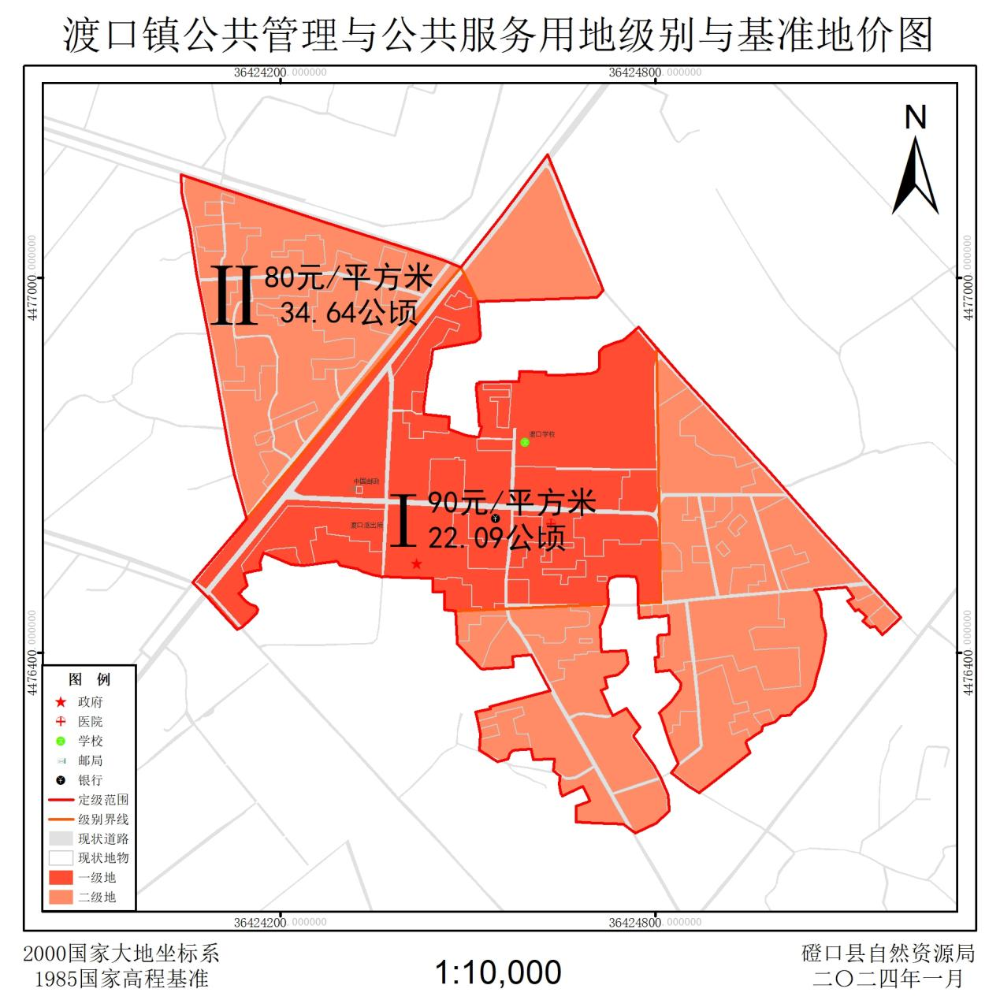 渡口镇公共管理与公共服务用地级别与基准地价图
36424200.000000
36424800.000000
N
4477000.000000
4477000.000000
II
80元/平方米
34.64公顷
渡口学校
中国邮政
I
90元/平方米
22.09公顷
渡口派出所
4476400.000000
4476400.000000
图 例
政府
医院
学校
邮局
银行
定级范围
级别界线
现状道路
现状地物
一级地
二级地
36424200.000000
36424800.000000
2000国家大地坐标系
1985国家高程基准
1:10,000
磴口县自然资源局
二〇二四年一月